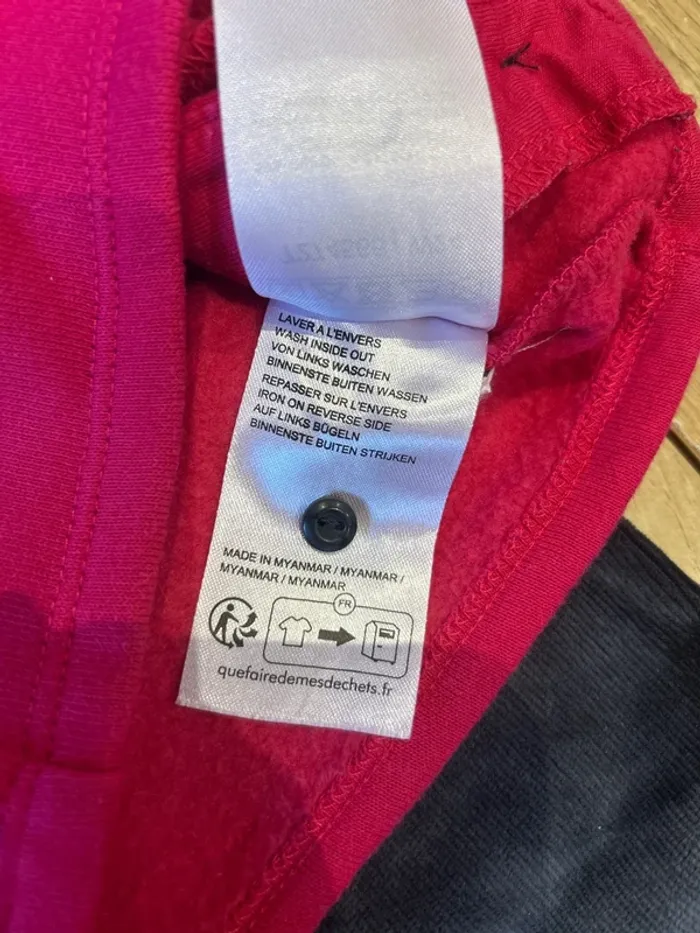 LAVER A L'ENVERS
WASH INSIDE OUT
VON LINKS WASCHEN
BINNENSTE BUITEN WASSEN
REPASSER SUR L'ENVERS
IRON ON REVERSE SIDE
AUF LINKS BÜGELN
BINNENSTE BUITEN STRIJKEN
MADE IN MYANMAR / MYANMAR /
MYANMAR / MYANMAR
FR
quefairedemesdechets.fr